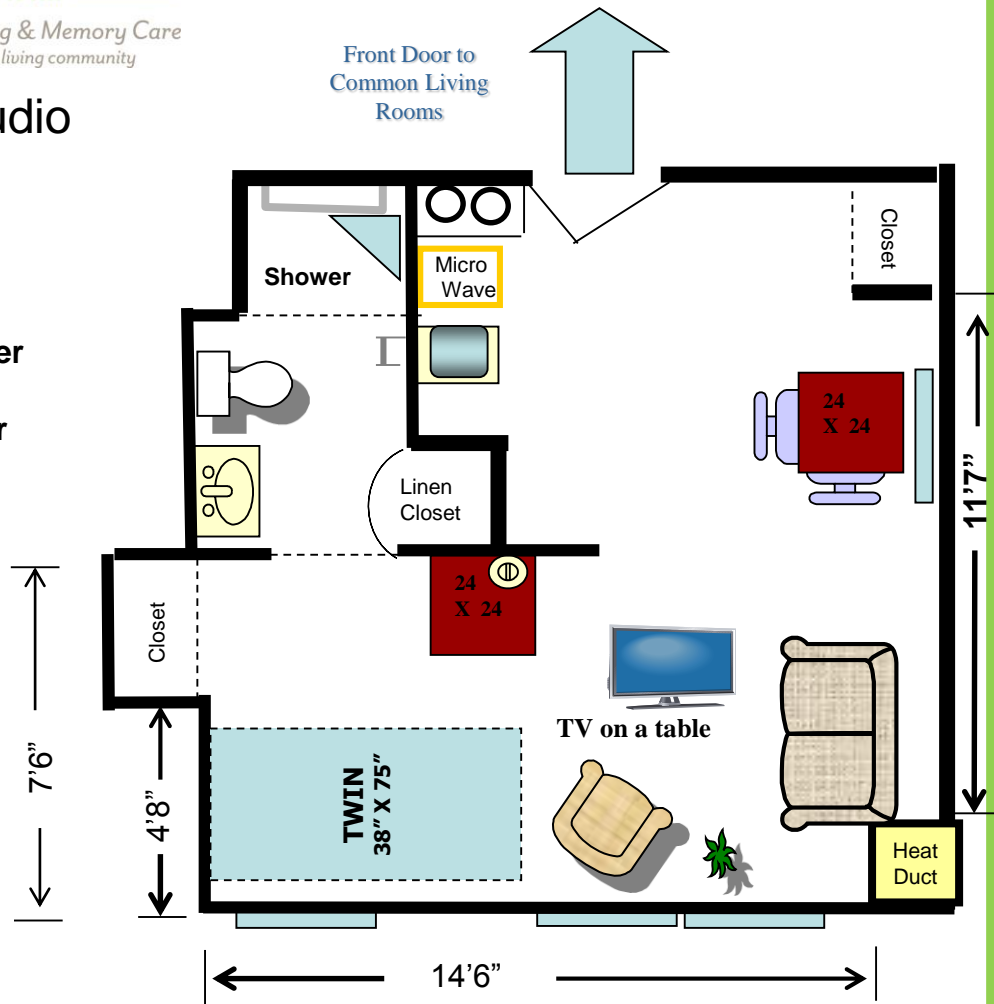 g & Memory Care
living community
udio
Front Door to
Common Living
Rooms
Closet
Shower
Micro
Wave
er
r
24
X 24
11’7”
Linen
Closet
24
X 24
Closet
TV on a table
7’6”
4’8”
TWIN
38” X 75”
Heat
Duct
14’6”